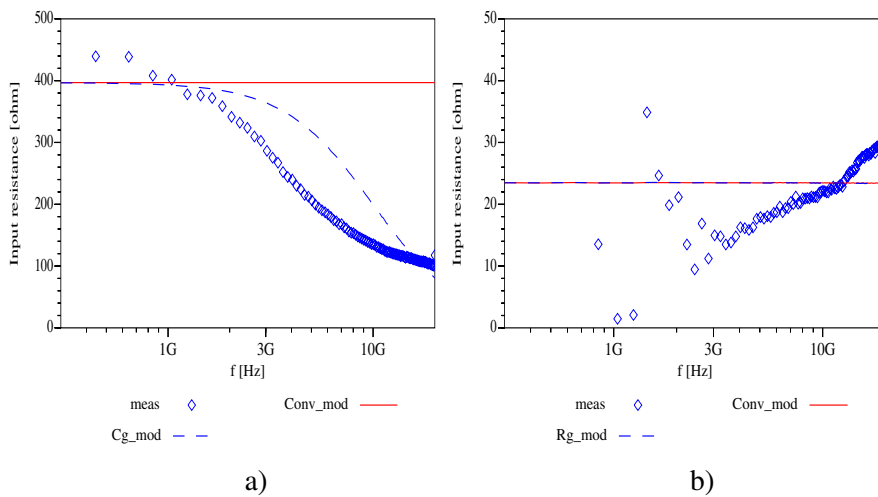 500
400
300
200
100
0
Input resistance [ohm]
1G 3G 10G
f [Hz]
meas Conv_mod
Cg_mod
a)
50
40
30
20
10
0
Input resistance [ohm]
1G 3G 10G
f [Hz]
meas Conv_mod
Rg_mod
b)